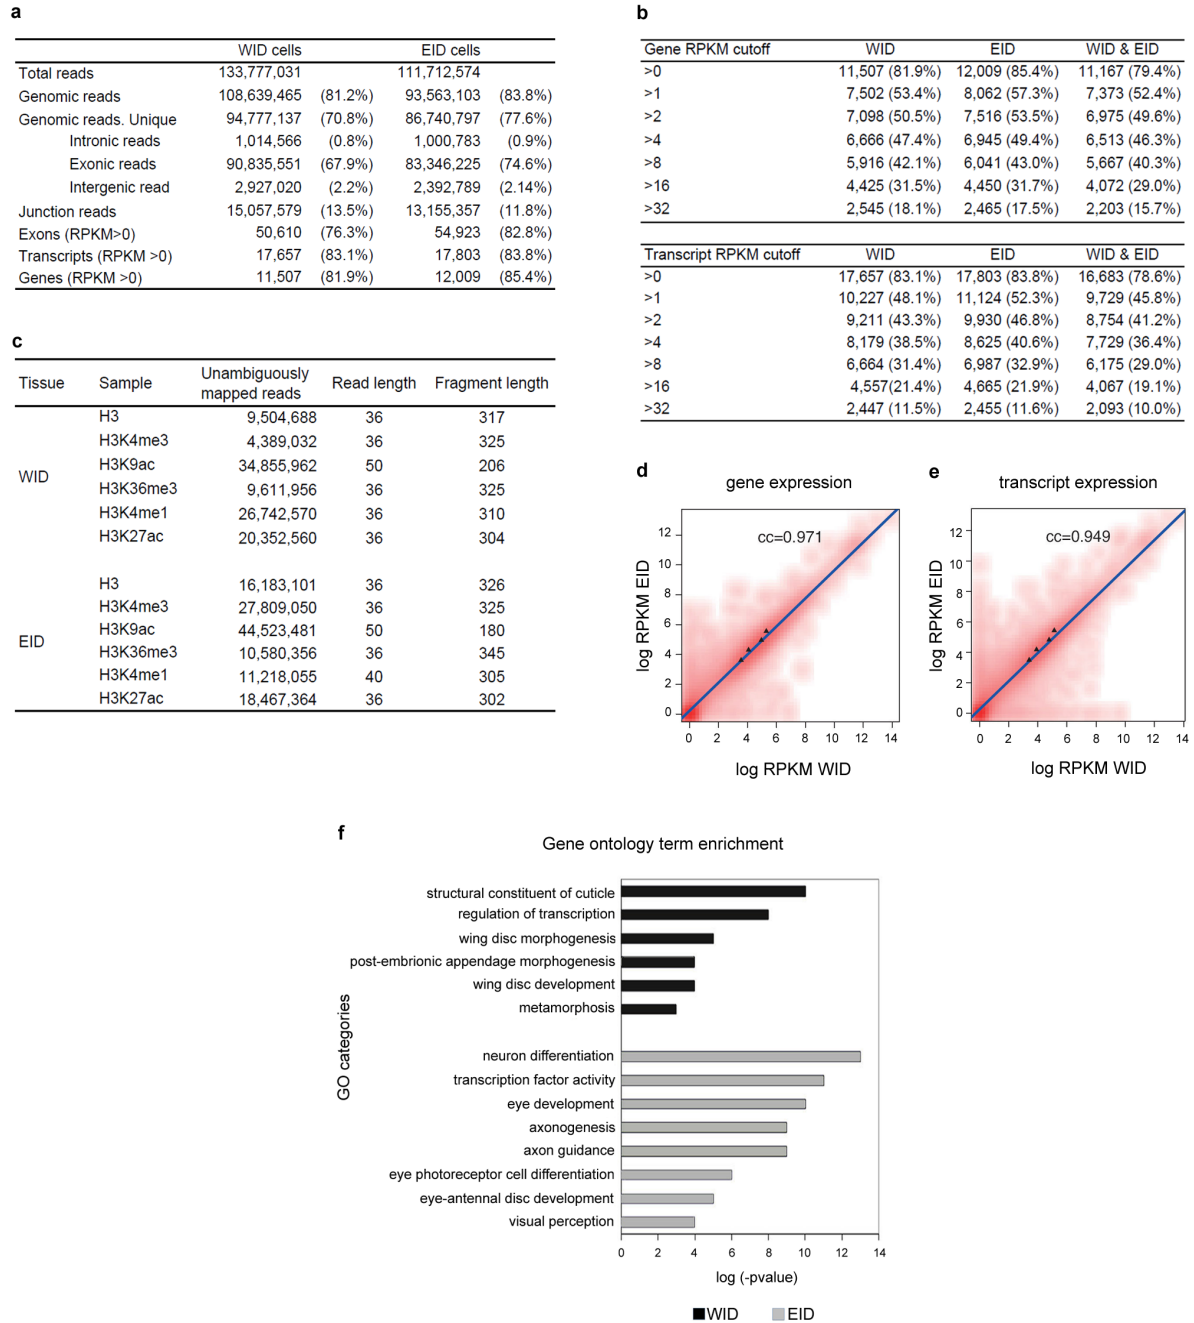 a
WID cells EID cells
Total reads 133,777,031 111,712,574
Genomic reads 108,639,465 (81.2%) 93,563,103 (83.8%)
Genomic reads. Unique 94,777,137 (70.8%) 86,740,797 (77.6%)
Intronic reads 1,014,566 (0.8%) 1,000,783 (0.9%)
Exonic reads 90,835,551 (67.9%) 83,346,225 (74.6%)
Intergenic read 2,927,020 (2.2%) 2,392,789 (2.14%)
Junction reads 15,057,579 (13.5%) 13,155,357 (11.8%)
Exons (RPKM>0) 50,610 (76.3%) 54,923 (82.8%)
Transcripts (RPKM >0) 17,657 (83.1%) 17,803 (83.8%)
Genes (RPKM >0) 11,507 (81.9%) 12,009 (85.4%)
b
Gene RPKM cutoff WID EID WID & EID
>0 11,507 (81.9%) 12,009 (85.4%) 11,167 (79.4%)
>1 7,502 (53.4%) 8,062 (57.3%) 7,373 (52.4%)
>2 7,098 (50.5%) 7,516 (53.5%) 6,975 (49.6%)
>4 6,666 (47.4%) 6,945 (49.4%) 6,513 (46.3%)
>8 5,916 (42.1%) 6,041 (43.0%) 5,667 (40.3%)
>16 4,425 (31.5%) 4,450 (31.7%) 4,072 (29.0%)
>32 2,545 (18.1%) 2,465 (17.5%) 2,203 (15.7%)
Transcript RPKM cutoff WID EID WID & EID
>0 17,657 (83.1%) 17,803 (83.8%) 16,683 (78.6%)
>1 10,227 (48.1%) 11,124 (52.3%) 9,729 (45.8%)
>2 9,211 (43.3%) 9,930 (46.8%) 8,754 (41.2%)
>4 8,179 (38.5%) 8,625 (40.6%) 7,729 (36.4%)
>8 6,664 (31.4%) 6,987 (32.9%) 6,175 (29.0%)
>16 4,557(21.4%) 4,665 (21.9%) 4,067 (19.1%)
>32 2,447 (11.5%) 2,455 (11.6%) 2,093 (10.0%)
c
Tissue Sample Unambiguously mapped reads Read length Fragment length
WID
H3 9,504,688 36 317
H3K4me3 4,389,032 36 325
H3K9ac 34,855,962 50 206
H3K36me3 9,611,956 36 325
H3K4me1 26,742,570 36 310
H3K27ac 20,352,560 36 304
EID
H3 16,183,101 36 326
H3K4me3 27,809,050 36 325
H3K9ac 44,523,481 50 180
H3K36me3 10,580,356 36 345
H3K4me1 11,218,055 40 305
H3K27ac 18,467,364 36 302
d
gene expression
cc=0.971
log RPKM EID
12
10
8
6
4
2
0
0 2 4 6 8 10 12 14
log RPKM WID
e
transcript expression
cc=0.949
log RPKM EID
12
10
8
6
4
2
0
0 2 4 6 8 10 12 14
log RPKM WID
f
Gene ontology term enrichment
GO categories
structural constituent of cuticle
regulation of transcription
wing disc morphogenesis
post-embrionic appendage morphogenesis
wing disc development
metamorphosis
neuron differentiation
transcription factor activity
eye development
axonogenesis
axon guidance
eye photoreceptor cell differentiation
eye-antennal disc development
visual perception
0 2 4 6 8 10 12 14
log (-pvalue)
WID EID